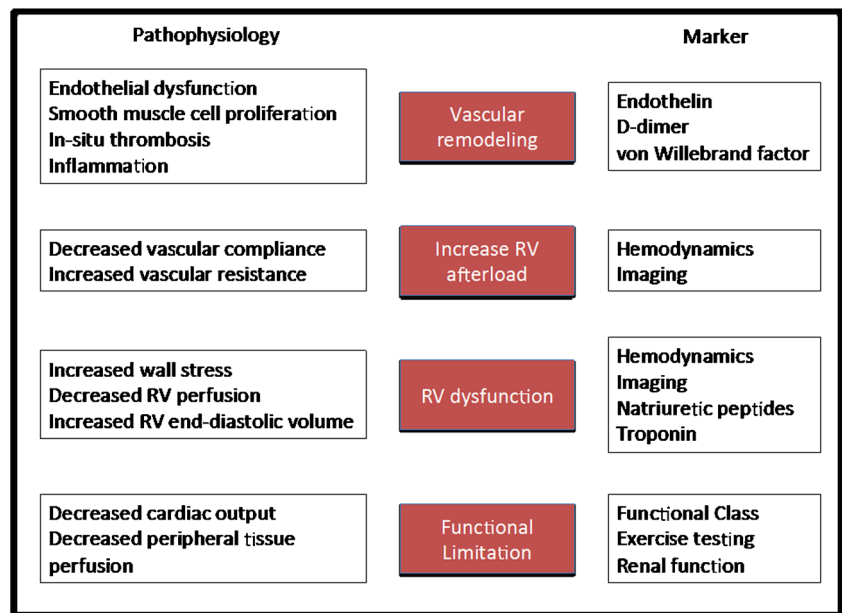 Pathophysiology
Marker
Endothelial dysfunction
Smooth muscle cell proliferation
In-situ thrombosis
Inflammation
Vascular
remodeling
Endothelin
D-dimer
von Willebrand factor
Decreased vascular compliance
Increased vascular resistance
Increase RV
afterload
Hemodynamics
Imaging
Increased wall stress
Decreased RV perfusion
Increased RV end-diastolic volume
RV dysfunction
Hemodynamics
Imaging
Natriuretic peptides
Troponin
Decreased cardiac output
Decreased peripheral tissue
perfusion
Functional
Limitation
Functional Class
Exercise testing
Renal function